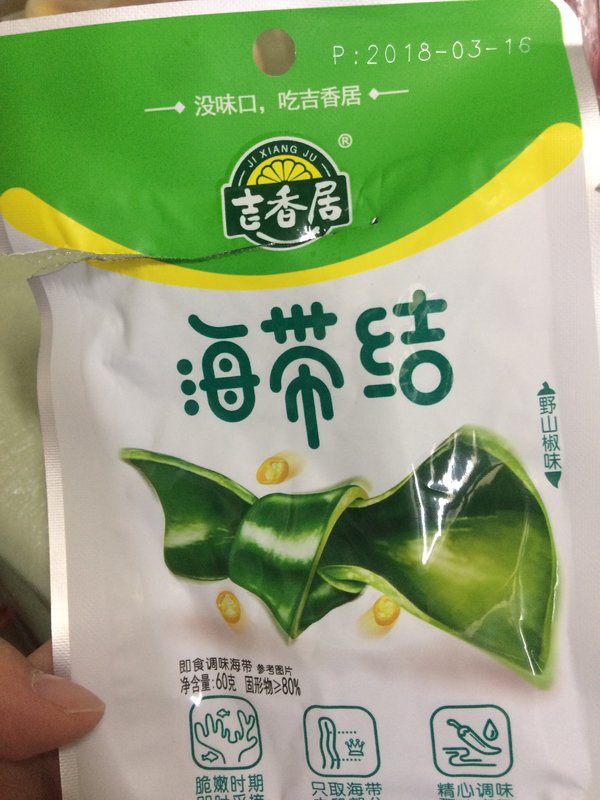 P:2018-03-16
没味口，吃吉香居
JI XIANG JU
®
吉香居
海带结
野山椒味
即食调味海带 参考图片
净含量:60克 固形物≥80%
脆嫩时期
只取海带
精心调味